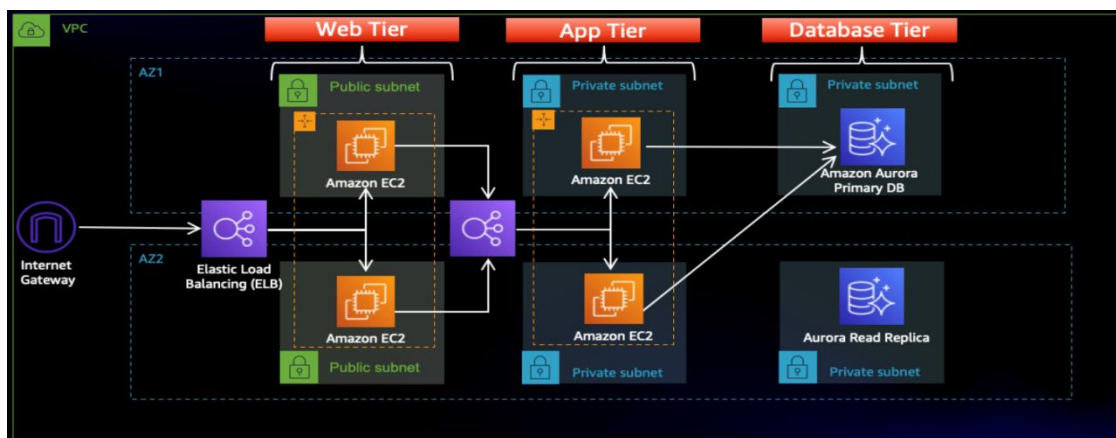 VPC
Web Tier
App Tier
Database Tier
AZ1
Public subnet
Private subnet
Private subnet
Amazon EC2
Amazon EC2
Amazon Aurora
Primary DB
Internet
Gateway
Elastic Load
Balancing (ELB)
AZ2
Amazon EC2
Amazon EC2
Aurora Read Replica
Public subnet
Private subnet
Private subnet